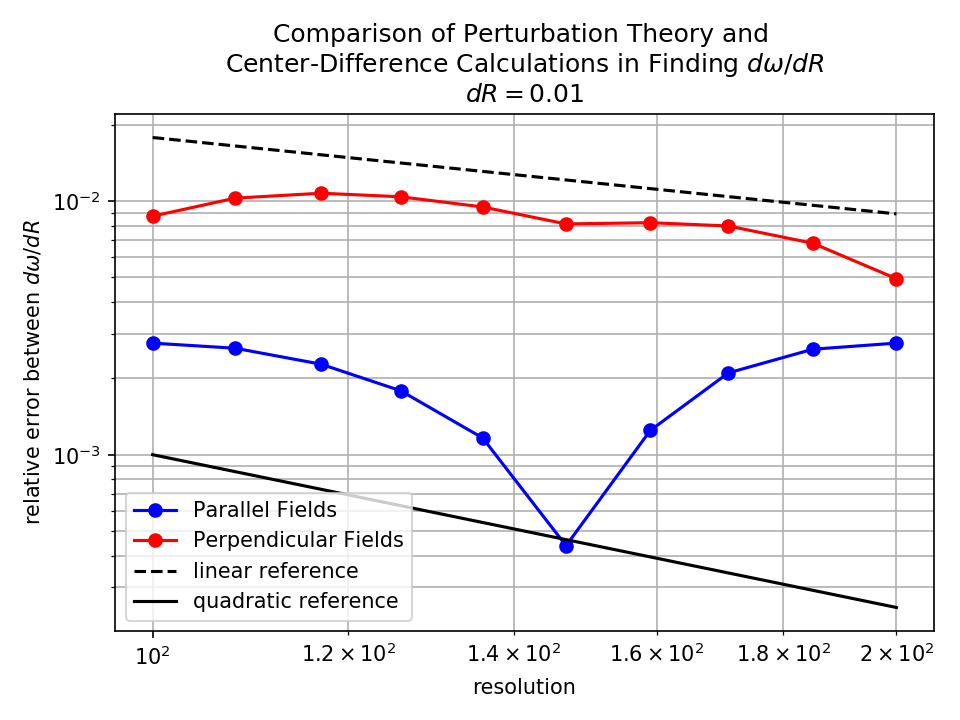 Comparison of Perturbation Theory and
Center-Difference Calculations in Finding dω/dR
dR = 0.01
relative error between dω/dR
10⁻²
10⁻³
Parallel Fields
Perpendicular Fields
linear reference
quadratic reference
10² 1.2 × 10² 1.4 × 10² 1.6 × 10² 1.8 × 10² 2 × 10²
resolution